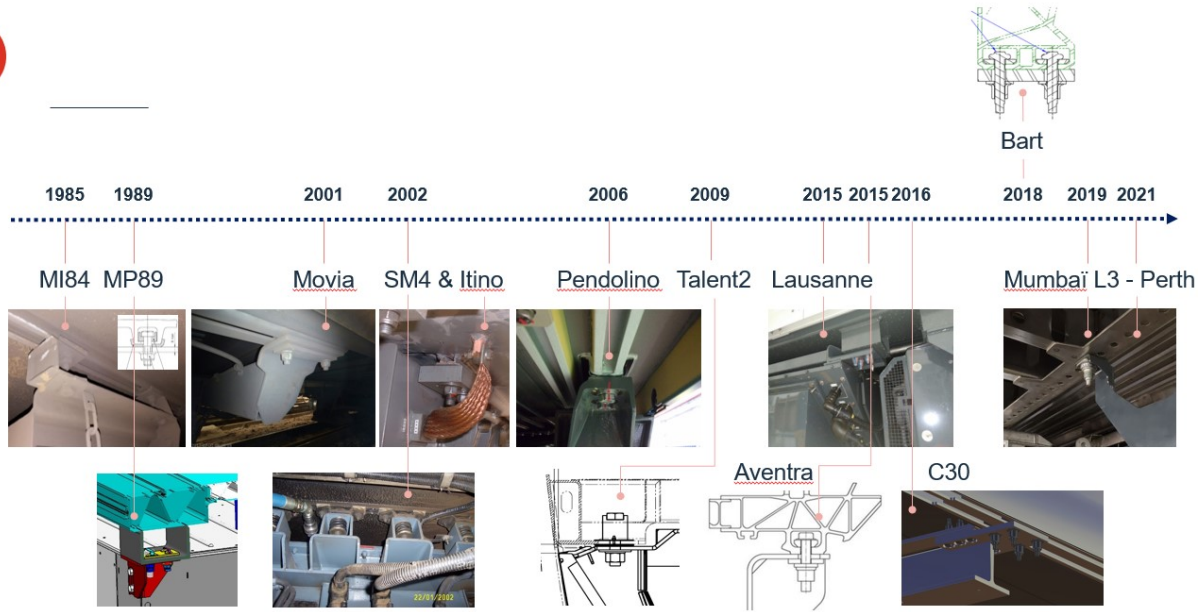 Bart
1985 1989 2001 2002 2006 2009 2015 2015 2016 2018 2019 2021
MI84 MP89 Movia SM4 & Itino Pendolino Talent2 Lausanne Mumbaï L3 - Perth
Aventra C30
22/01/2002